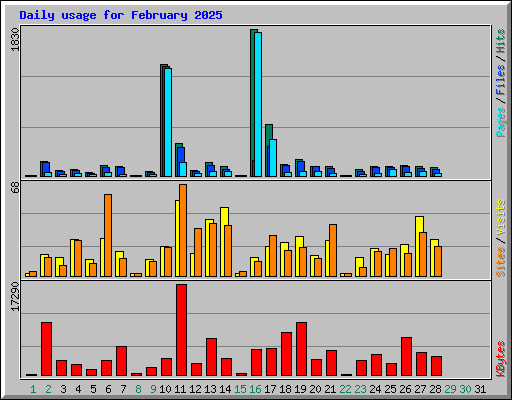 Daily usage for February 2025
1830
Pages / Files / Hits
68
Sites / Visits
17290
KBytes
1 2 3 4 5 6 7 8 9 10 11 12 13 14 15 16 17 18 19 20 21 22 23 24 25 26 27 28 29 30 31